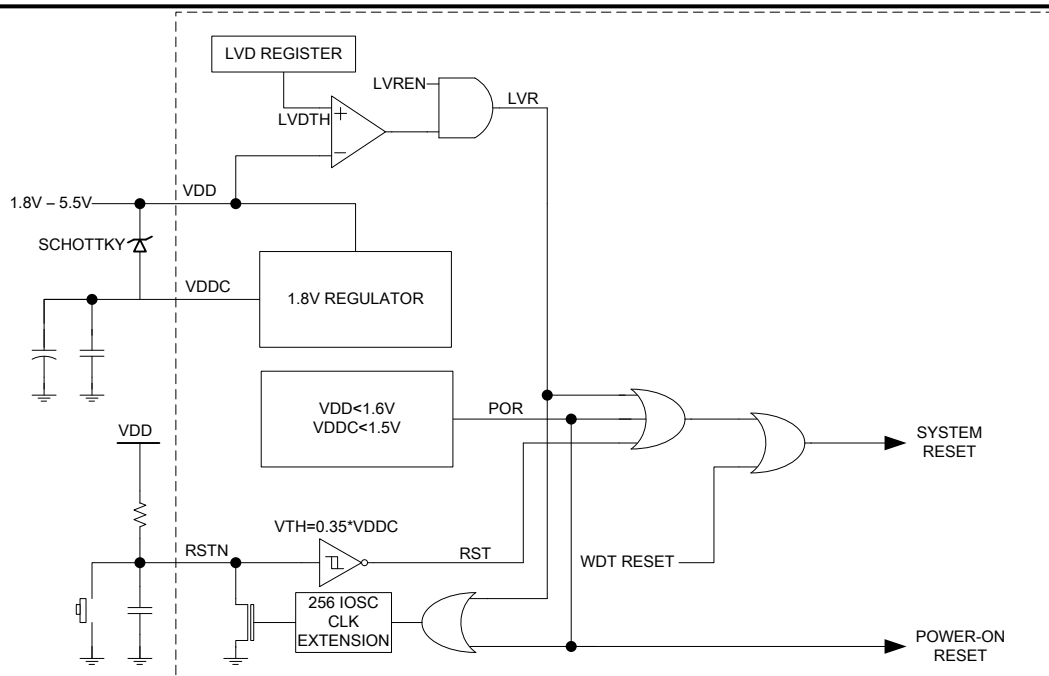 LVD REGISTER
LVREN
LVR
LVDTH
+
−
VDD
1.8V – 5.5V
SCHOTTKY
VDDC
1.8V REGULATOR
VDD<1.6V
VDDC<1.5V
POR
VDD
SYSTEM
RESET
VTH=0.35*VDDC
RSTN
RST
WDT RESET
256 IOSC
CLK
EXTENSION
POWER-ON
RESET